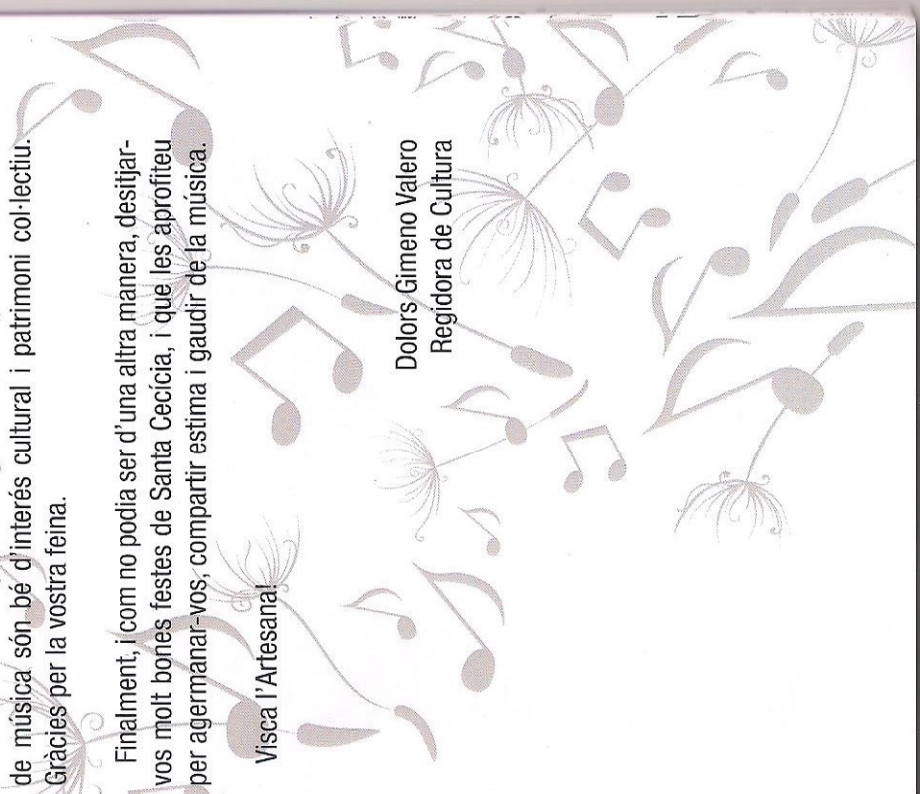 de música són bé d'interés cultural i patrimoni col·lectiu.
Gràcies per la vostra feina.
Finalment, i com no podia ser d'una altra manera, desitjar-
vos molt bones festes de Santa Cecícia, i que les aprofiteu
per agermanar-vos, compartir estima i gaudir de la música.
Visca l'Artesana!
Dolors Gimeno Valero
Regidora de Cultura